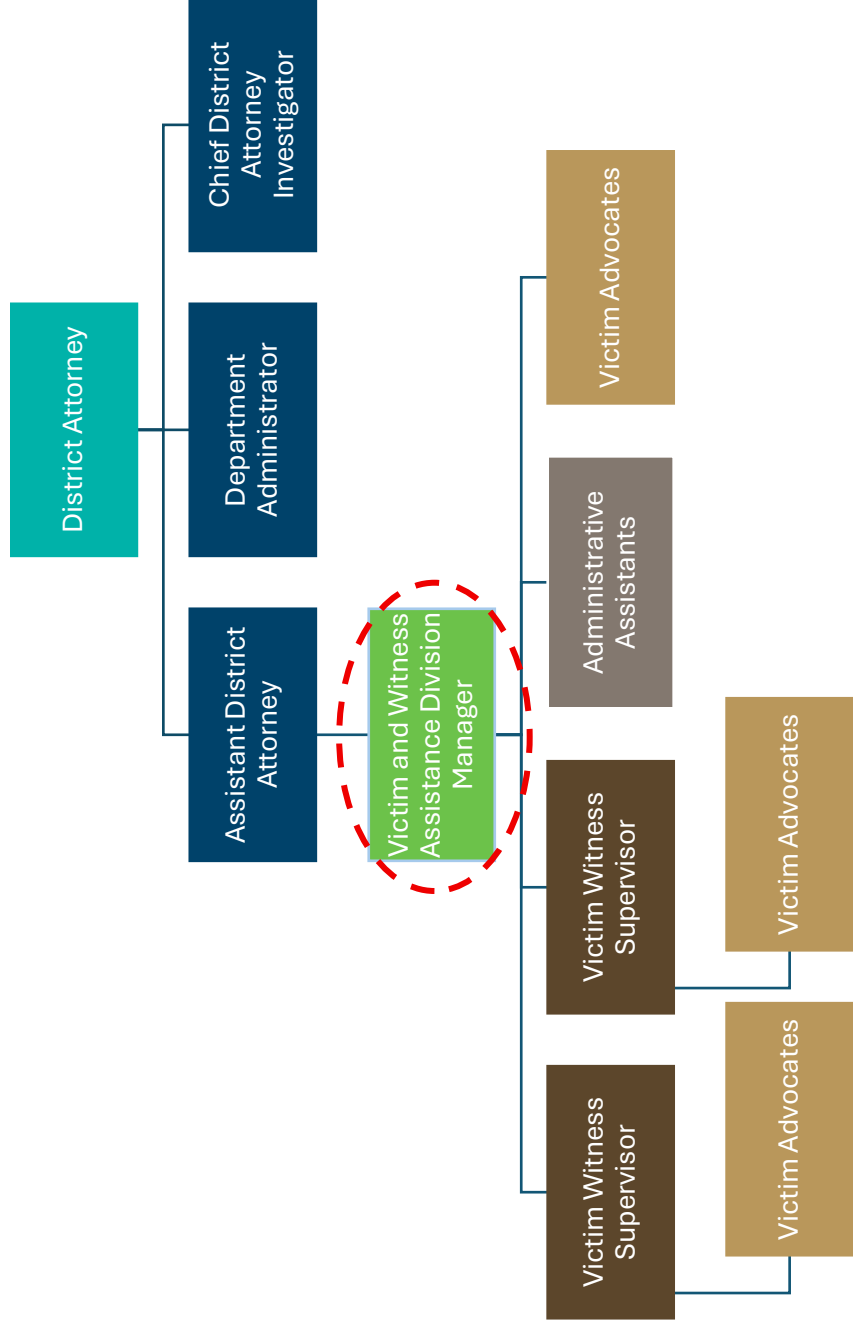 District Attorney
Assistant District
Attorney
Department
Administrator
Chief District
Attorney
Investigator
Victim and Witness
Assistance Division
Manager
Victim Witness
Supervisor
Victim Witness
Supervisor
Administrative
Assistants
Victim Advocates
Victim Advocates
Victim Advocates